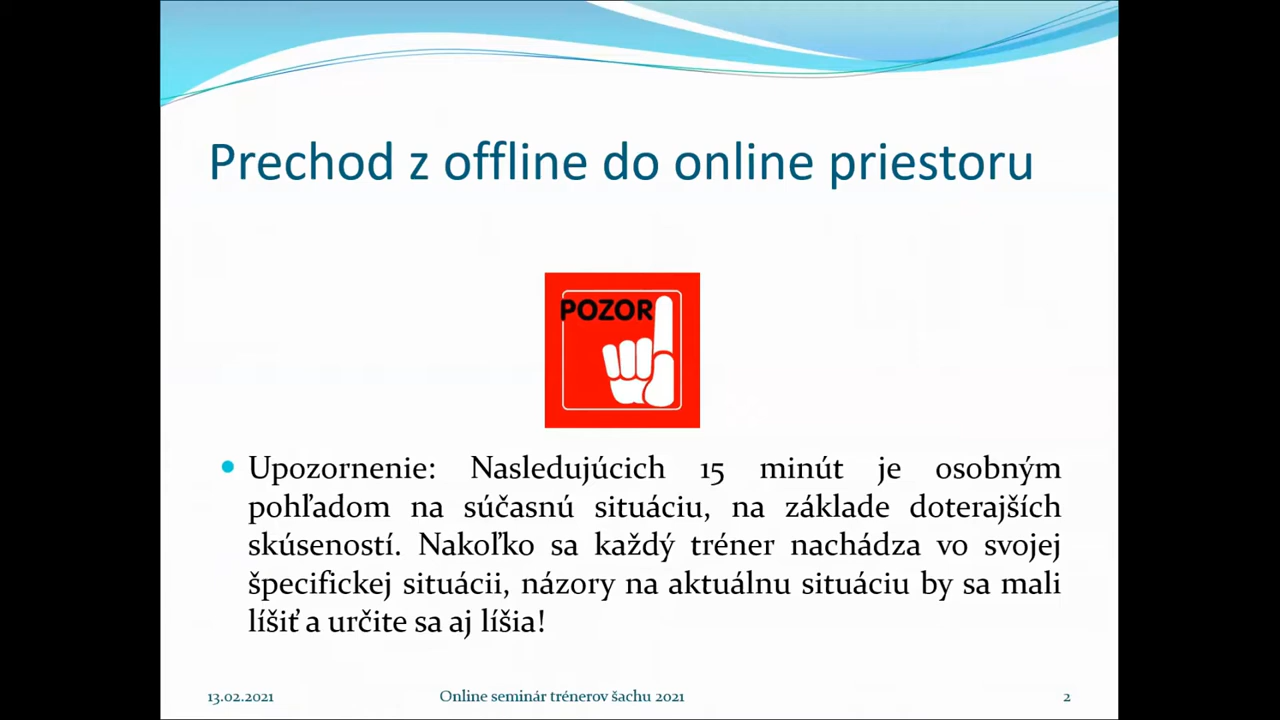 Prechod z offline do online priestoru
POZOR
Upozornenie: Nasledujúcich 15 minút je osobným
pohľadom na súčasnú situáciu, na základe doterajších
skúseností. Nakoľko sa každý tréner nachádza vo svojej
špecifickej situácii, názory na aktuálnu situáciu by sa mali
líšiť a určite sa aj líšia!
13.02.2021
Online seminár trénerov šachu 2021
2